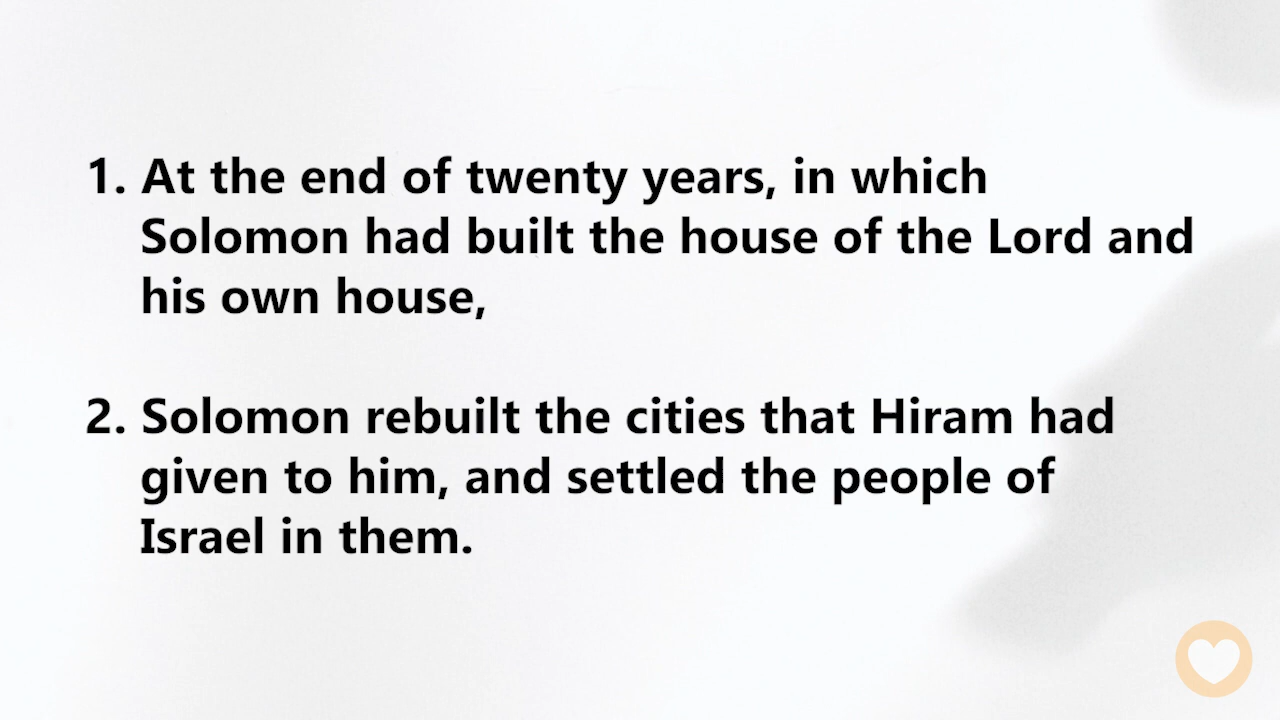 1. At the end of twenty years, in which
Solomon had built the house of the Lord and
his own house,
2. Solomon rebuilt the cities that Hiram had
given to him, and settled the people of
Israel in them.